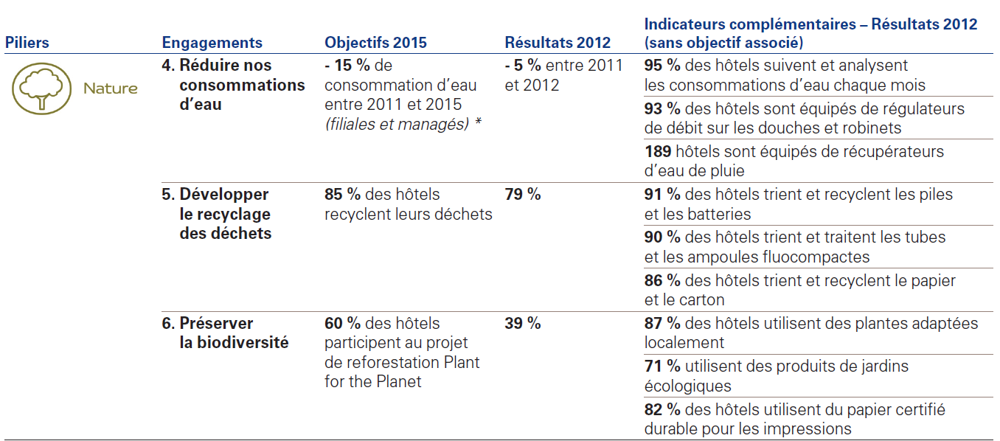 Piliers
Engagements
Objectifs 2015
Résultats 2012
Indicateurs complémentaires – Résultats 2012
(sans objectif associé)
Nature
4. Réduire nos
consommations
d’eau
- 15 % de
consommation d’eau
entre 2011 et 2015
(filiales et managés) *
- 5 % entre 2011
et 2012
95 % des hôtels suivent et analysent
les consommations d’eau chaque mois
93 % des hôtels sont équipés de régulateurs
de débit sur les douches et robinets
189 hôtels sont équipés de récupérateurs
d’eau de pluie
5. Développer
le recyclage
des déchets
85 % des hôtels
recyclent leurs déchets
79 %
91 % des hôtels trient et recyclent les piles
et les batteries
90 % des hôtels trient et traitent les tubes
et les ampoules fluocompactes
86 % des hôtels trient et recyclent le papier
et le carton
6. Préserver
la biodiversité
60 % des hôtels
participent au projet
de reforestation Plant
for the Planet
39 %
87 % des hôtels utilisent des plantes adaptées
localement
71 % utilisent des produits de jardins
écologiques
82 % des hôtels utilisent du papier certifié
durable pour les impressions